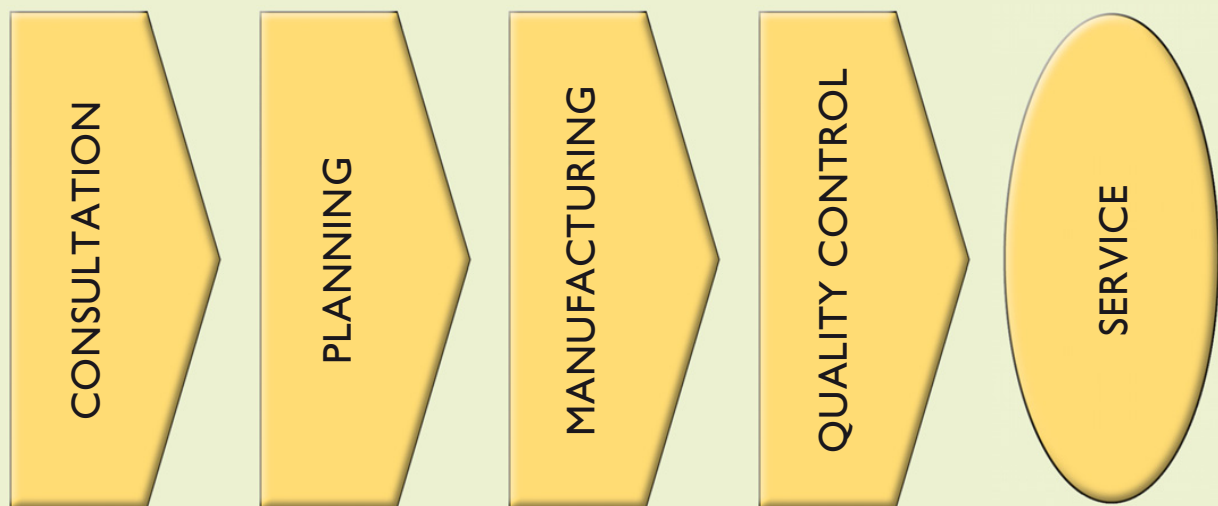 CONSULTATION
PLANNING
MANUFACTURING
QUALITY CONTROL
SERVICE